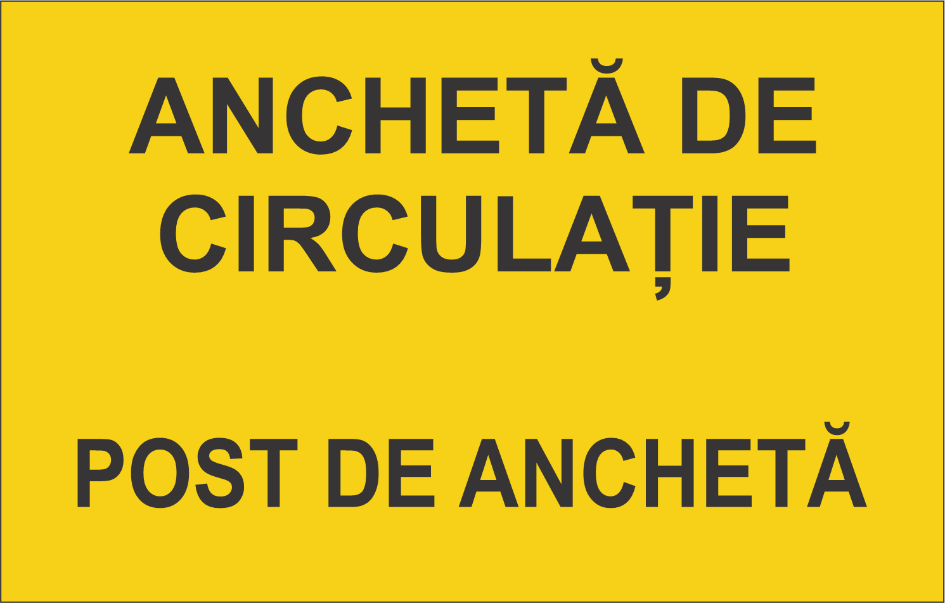 ANCHETĂ DE
CIRCULAȚIE
POST DE ANCHETĂ